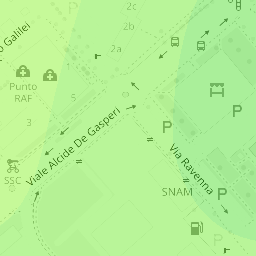 2c
2b
o Galilei
2a
Punto
RAF
5
P
3
Viale Alcide De Gasperi
P
Via Ravenna
SSC
SNAM
P
P